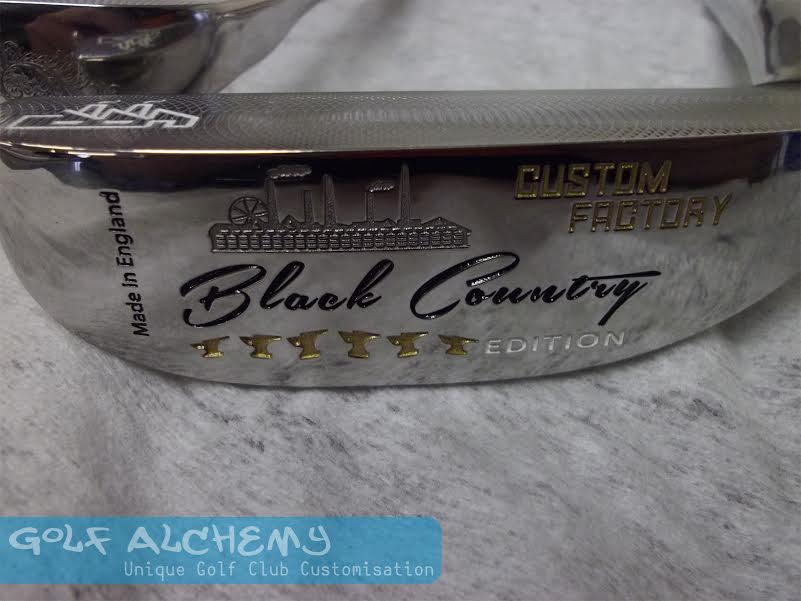 CUSTOM
FACTORY
Made In England
Black Country
EDITION
GOLF ALCHEMY
Unique Golf Club Customisation